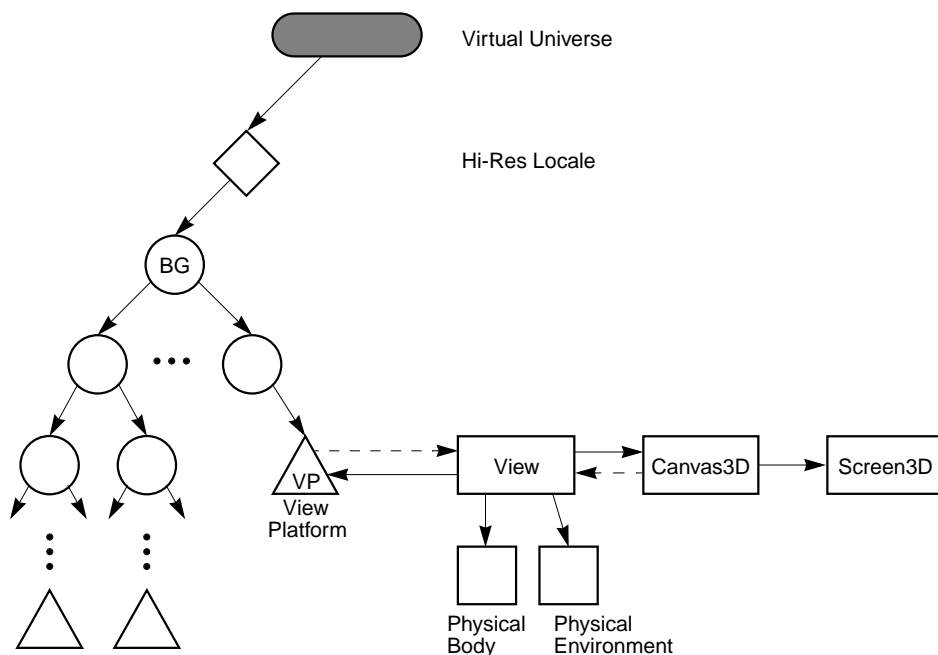 Virtual Universe
Hi-Res Locale
BG
VP
View
Platform
View
Canvas3D
Screen3D
Physical
Body
Physical
Environment